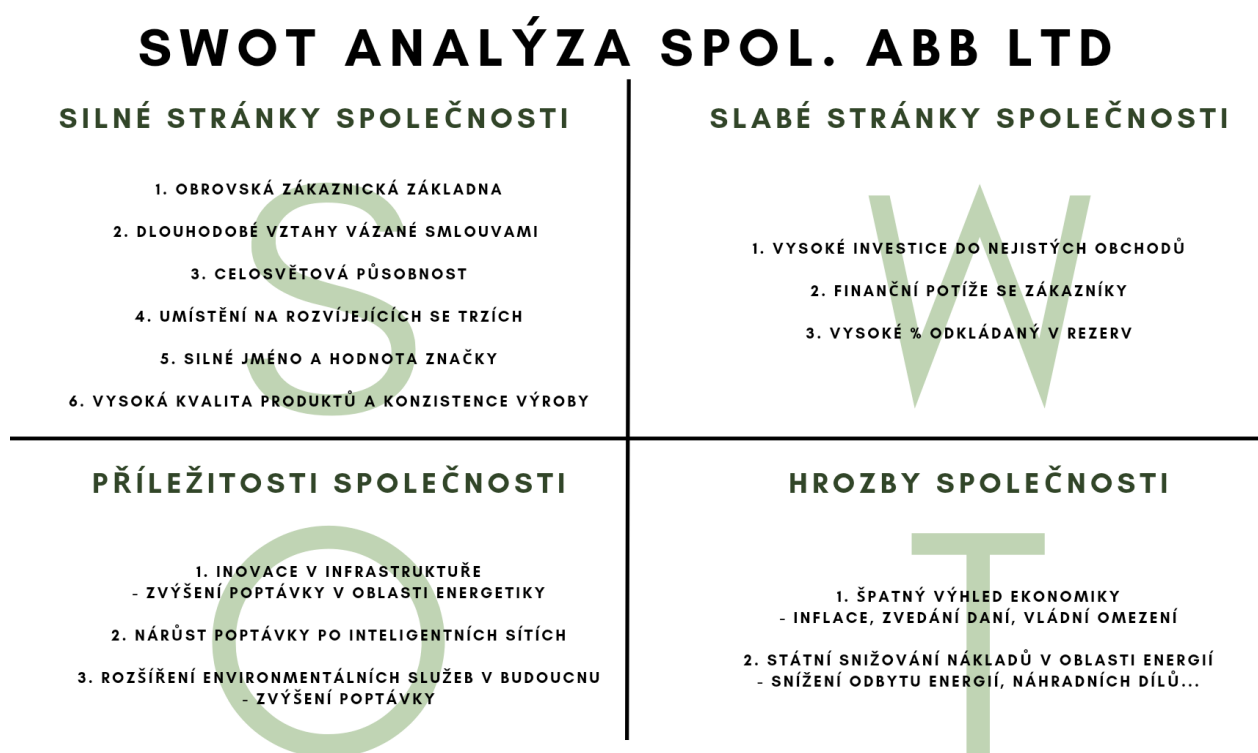 SWOT ANALÝZA SPOL. ABB LTD
SILNÉ STRÁNKY SPOLEČNOSTI
1. OBROVSKÁ ZÁKAZNICKÁ ZÁKLADNA
2. DLOUHODOBÉ VZTAHY VÁZANÉ SMLOUVAMI
3. CELOSVĚTOVÁ PŮSOBNOST
4. UMÍSTĚNÍ NA ROZVÍJEJÍCÍCH SE TRZÍCH
5. SILNÉ JMÉNO A HODNOTA ZNAČKY
6. VYSOKÁ KVALITA PRODUKTŮ A KONZISTENCE VÝROBY
S
SLABÉ STRÁNKY SPOLEČNOSTI
1. VYSOKÉ INVESTICE DO NEJISTÝCH OBCHODŮ
2. FINANČNÍ POTÍŽE SE ZÁKAZNÍKY
3. VYSOKÉ % ODKLÁDANÝ V REZERV
W
PŘÍLEŽITOSTI SPOLEČNOSTI
1. INOVACE V INFRASTRUKTUŘE
- ZVÝŠENÍ POPTÁVKY V OBLASTI ENERGETIKY
2. NÁRŮST POPTÁVKY PO INTELIGENTNÍCH SÍTÍCH
3. ROZŠÍŘENÍ ENVIRONMENTÁLNÍCH SLUŽEB V BUDOUCNU
- ZVÝŠENÍ POPTÁVKY
O
HROZBY SPOLEČNOSTI
1. ŠPATNÝ VÝHLED EKONOMIKY
- INFLACE, ZVEDÁNÍ DANÍ, VLÁDNÍ OMEZENÍ
2. STÁTNÍ SNIŽOVÁNÍ NÁKLADŮ V OBLASTI ENERGIÍ
- SNÍŽENÍ ODBYTU ENERGIÍ, NÁHRADNÍCH DÍLŮ...
T